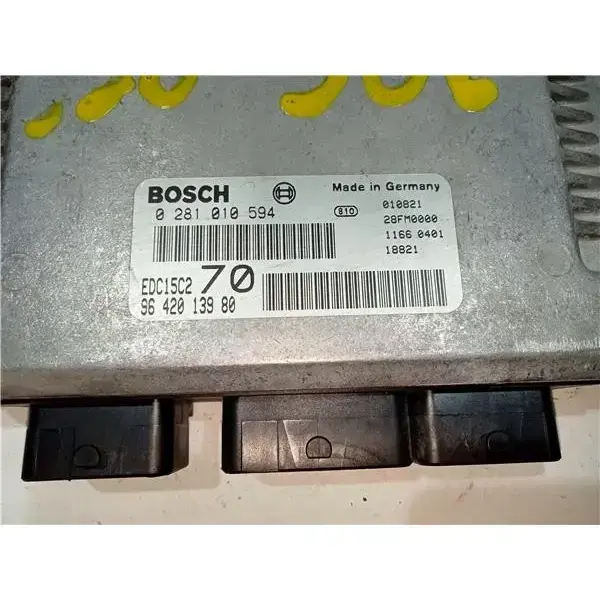 BOSCH
Made in Germany
0 281 010 594
810
010821
28FM0000
1166 0401
18821
EDC15C2
70
96 420 139 80